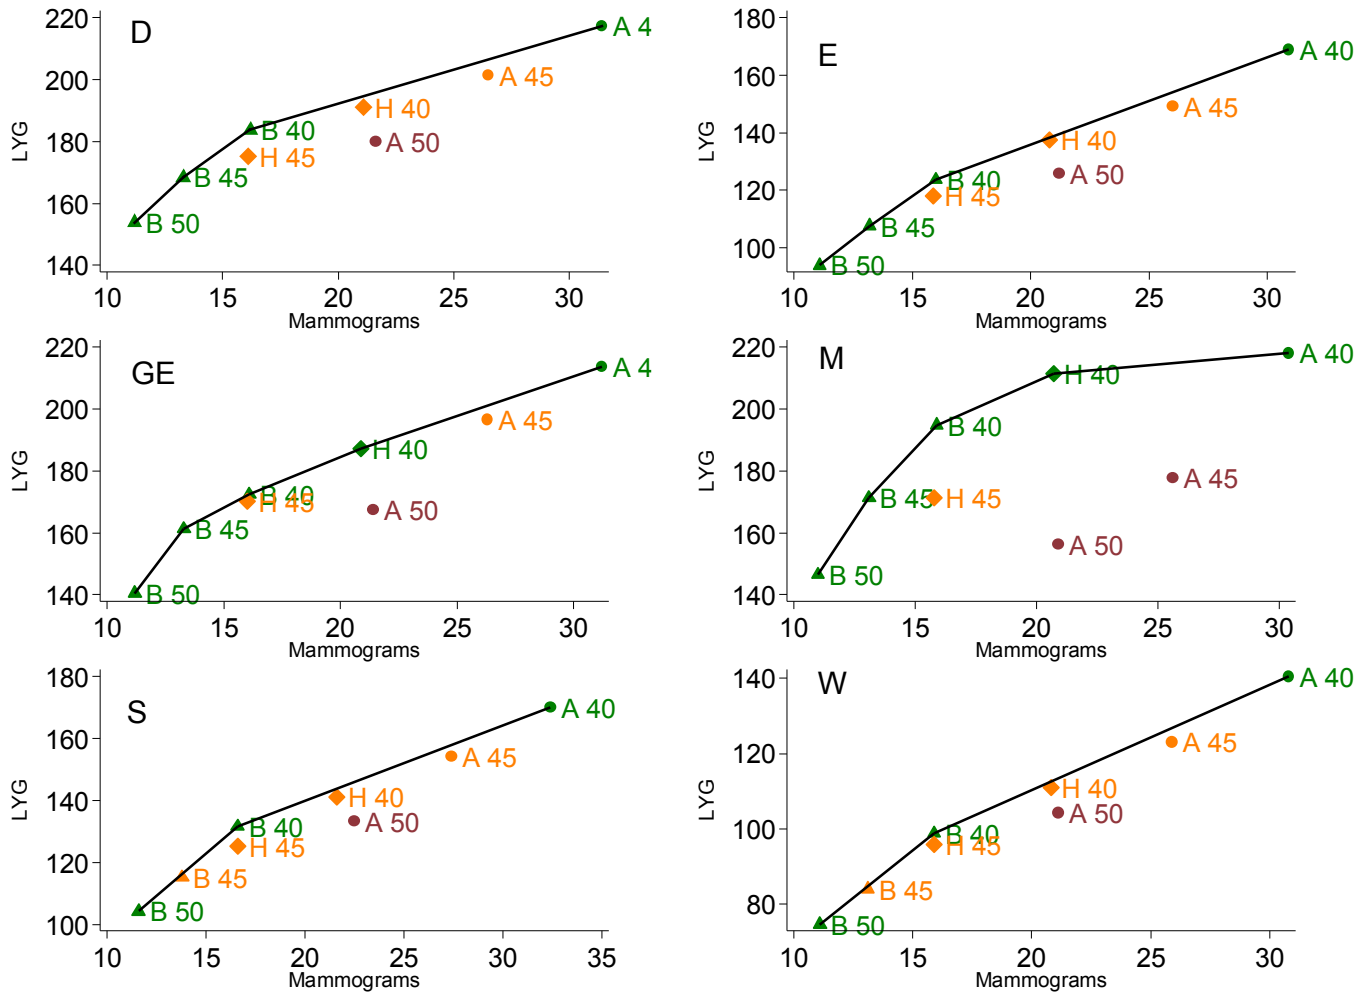 D
220
200
180
160
140
LYG
10 15 20 25 30
Mammograms
A 4
A 45
H 40
A 50
B 40
H 45
B 45
B 50
E
180
160
140
120
100
LYG
10 15 20 25 30
Mammograms
A 40
A 45
H 40
A 50
B 40
H 45
B 45
B 50
GE
220
200
180
160
140
LYG
10 15 20 25 30
Mammograms
A 4
A 45
H 40
A 50
B 40
H 45
B 45
B 50
M
220
200
180
160
140
LYG
10 15 20 25 30
Mammograms
A 40
H 40
B 40
A 45
B 45
H 45
A 50
B 50
S
180
160
140
120
100
LYG
10 15 20 25 30 35
Mammograms
A 40
A 45
H 40
A 50
B 40
H 45
B 45
B 50
W
140
120
100
80
LYG
10 15 20 25 30
Mammograms
A 40
A 45
H 40
A 50
B 40
H 45
B 45
B 50